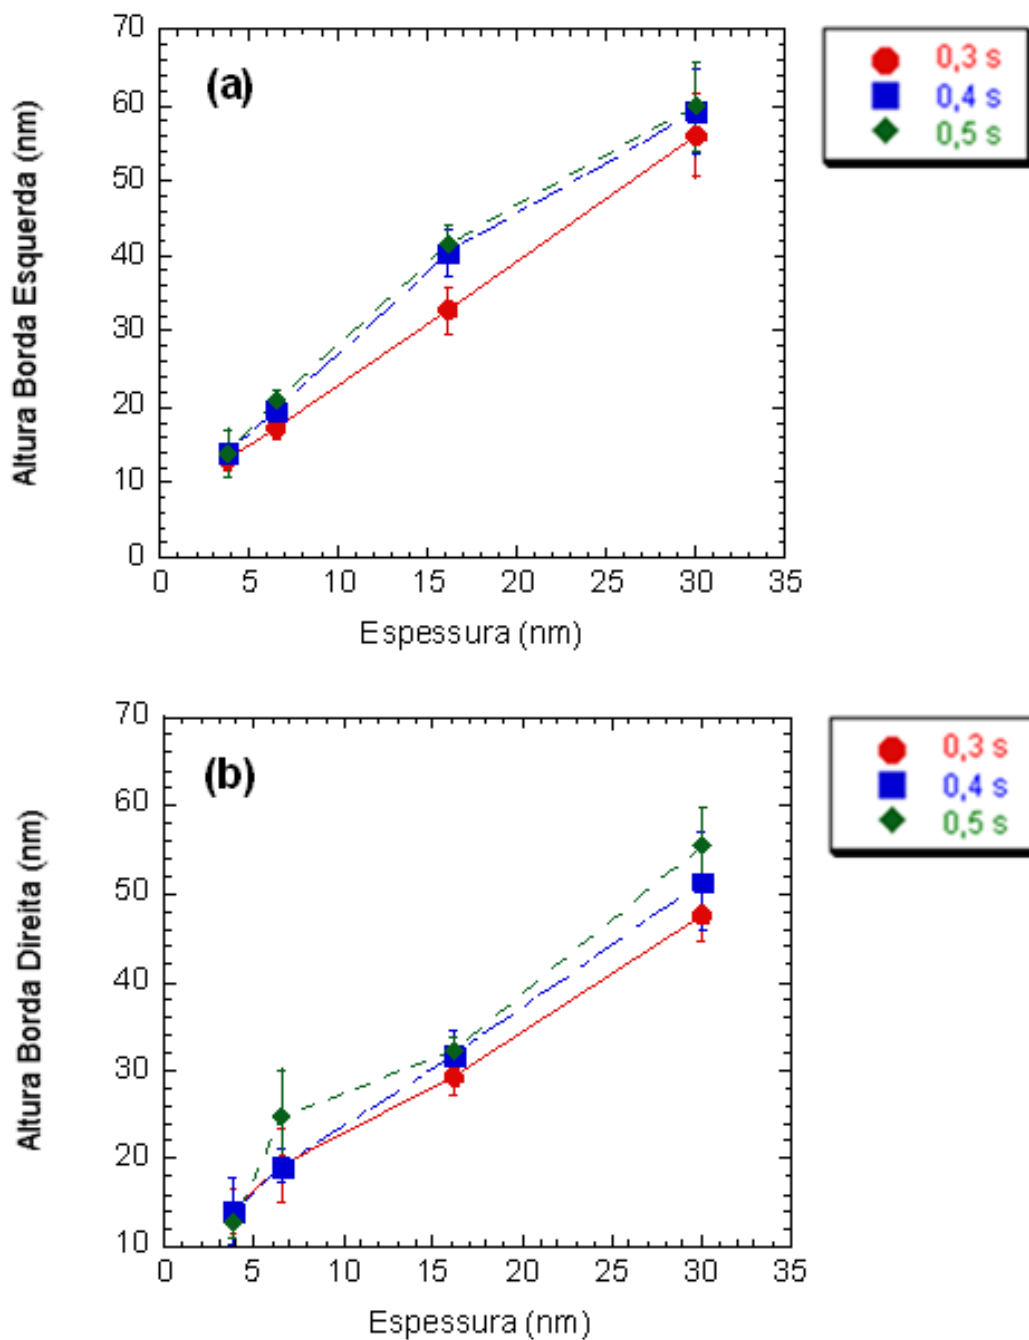 70
60
50
40
30
20
10
0
(a)
Altura Borda Esquerda (nm)
0 5 10 15 20 25 30 35
Espessura (nm)
0,3 s
0,4 s
0,5 s
70
60
50
40
30
20
10
(b)
Altura Borda Direita (nm)
0 5 10 15 20 25 30 35
Espessura (nm)
0,3 s
0,4 s
0,5 s